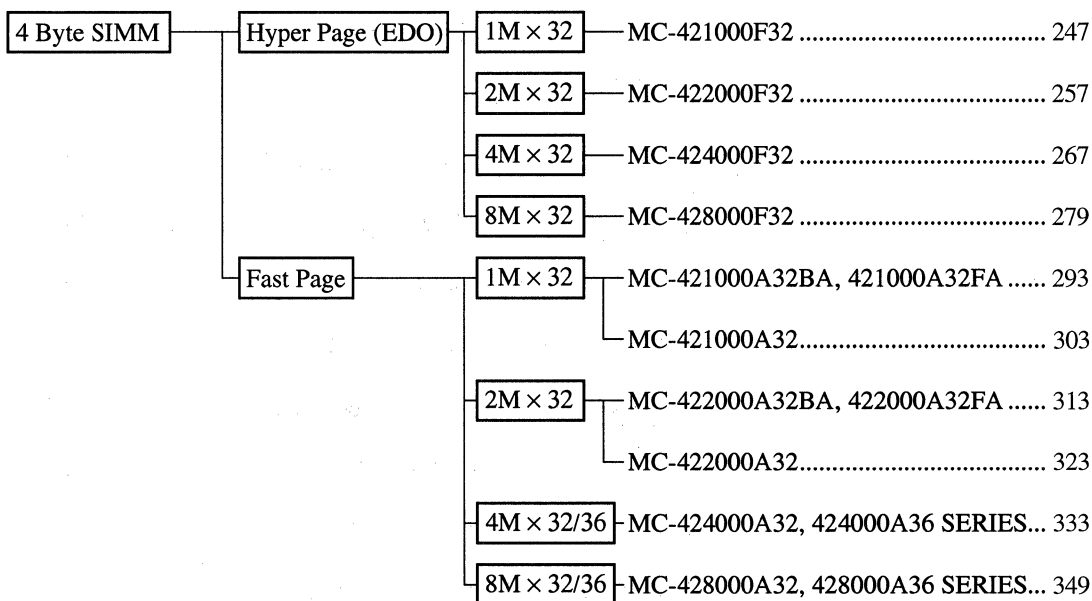 4 Byte SIMM Hyper Page (EDO) 1M × 32 MC-421000F32 ........................................ 247
2M × 32 MC-422000F32 ........................................ 257
4M × 32 MC-424000F32 ........................................ 267
8M × 32 MC-428000F32 ........................................ 279
Fast Page 1M × 32 MC-421000A32BA, 421000A32FA ...... 293
MC-421000A32........................................ 303
2M × 32 MC-422000A32BA, 422000A32FA ...... 313
MC-422000A32........................................ 323
4M × 32/36 MC-424000A32, 424000A36 SERIES... 333
8M × 32/36 MC-428000A32, 428000A36 SERIES... 349